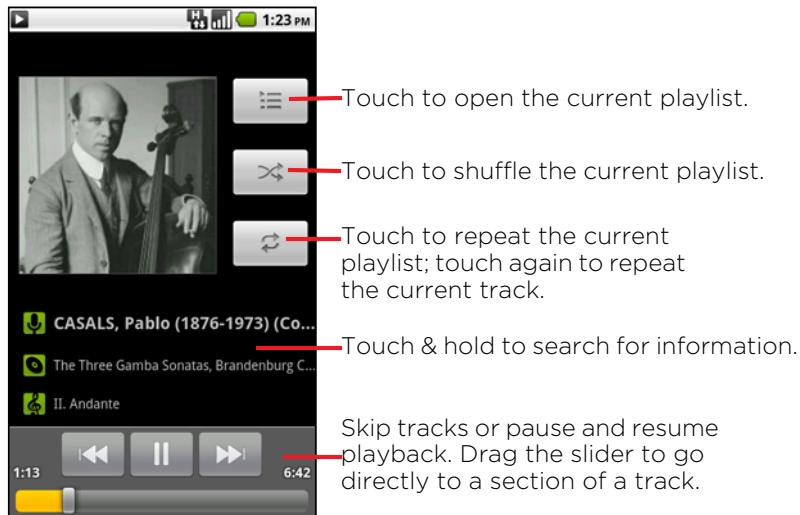 1:23 PM
Touch to open the current playlist.
Touch to shuffle the current playlist.
Touch to repeat the current
playlist; touch again to repeat
the current track.
CASALS, Pablo (1876-1973) (Co...
The Three Gamba Sonatas, Brandenburg C...
II. Andante
Touch & hold to search for information.
1:13
6:42
Skip tracks or pause and resume
playback. Drag the slider to go
directly to a section of a track.